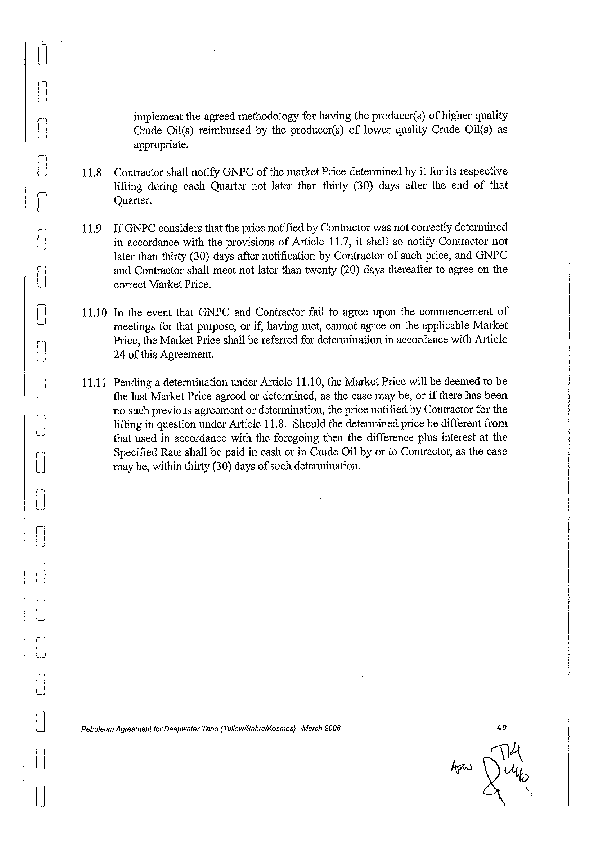 implement the agreed methodology for having the producer(s) of higher quality
Crude Oil(s) reimbursed by the producer(s) of lower quality Crude Oil(s) as
appropriate.
11.8 Contractor shall notify GNPC of the market Price determined by it for its respective
lifting during each Quarter not later than thirty (30) days after the end of that
Quarter.
11.9 If GNPC considers that the price notified by Contractor was not correctly determined
in accordance with the provisions of Article 11.7, it shall so notify Contractor not
later than thirty (30) days after notification by Contractor of such price, and GNPC
and Contractor shall meet not later than twenty (20) days thereafter to agree on the
correct Market Price.
11.10 In the event that GNPC and Contractor fail to agree upon the commencement of
meetings for that purpose, or if, having met, cannot agree on the applicable Market
Price, the Market Price shall be referred for determination in accordance with Article
24 of this Agreement.
11.11 Pending a determination under Article 11.10, the Market Price will be deemed to be
the last Market Price agreed or determined, as the case may be, or if there has been
no such previous agreement or determination, the price notified by Contractor for the
lifting in question under Article 11.8. Should the determined price be different from
that used in accordance with the foregoing then the difference plus interest at the
Specified Rate shall be paid in cash or in Crude Oil by or to Contractor, as the case
may be, within thirty (30) days of such determination.
Petroleum Agreement for Deepwater Tano (Tullow/Sabre/Kosmos) - March 2006